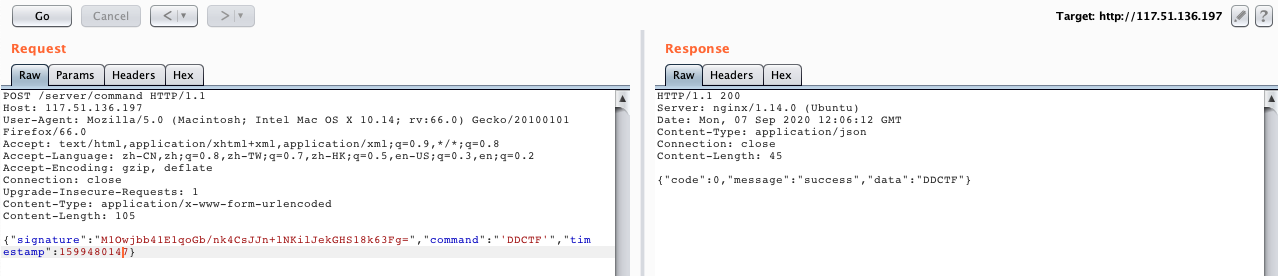 Go Cancel < > Target: http://117.51.136.197 ?
Request
Raw Params Headers Hex
POST /server/command HTTP/1.1
Host: 117.51.136.197
User-Agent: Mozilla/5.0 (Macintosh; Intel Mac OS X 10.14; rv:66.0) Gecko/20100101
Firefox/66.0
Accept: text/html,application/xhtml+xml,application/xml;q=0.9,*/*;q=0.8
Accept-Language: zh-CN,zh;q=0.8,zh-TW;q=0.7,zh-HK;q=0.5,en-US;q=0.3,en;q=0.2
Accept-Encoding: gzip, deflate
Connection: close
Upgrade-Insecure-Requests: 1
Content-Type: application/x-www-form-urlencoded
Content-Length: 105
{"signature":"MlOwjbb41ElqoGb/nk4CsJJn+lNKilJekGHS18k63Fg=","command":"'DDCTF'","tim
estamp":1599480147}
Response
Raw Headers Hex
HTTP/1.1 200
Server: nginx/1.14.0 (Ubuntu)
Date: Mon, 07 Sep 2020 12:06:12 GMT
Content-Type: application/json
Connection: close
Content-Length: 45
{"code":0,"message":"success","data":"DDCTF"}